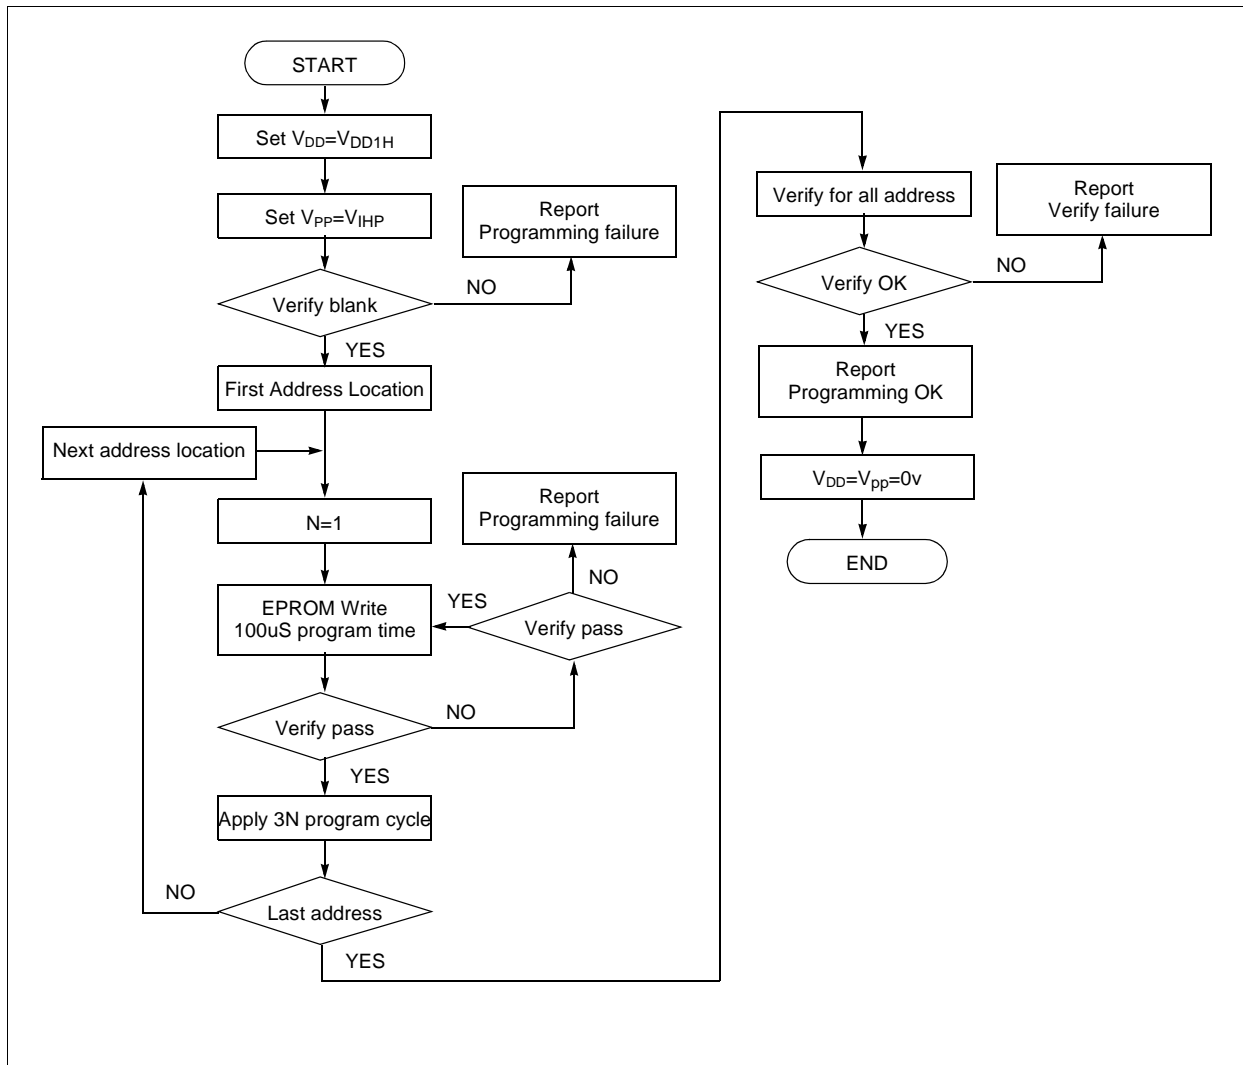 START
Set VDD=VDD1H
Set VPP=VIHP
Report
Programming failure
Verify blank
NO
YES
First Address Location
Next address location
N=1
Report
Programming failure
NO
EPROM Write
100uS program time
YES
Verify pass
Verify pass
NO
YES
Apply 3N program cycle
NO
Last address
YES
Verify for all address
Report
Verify failure
Verify OK
NO
YES
Report
Programming OK
VDD=Vpp=0v
END